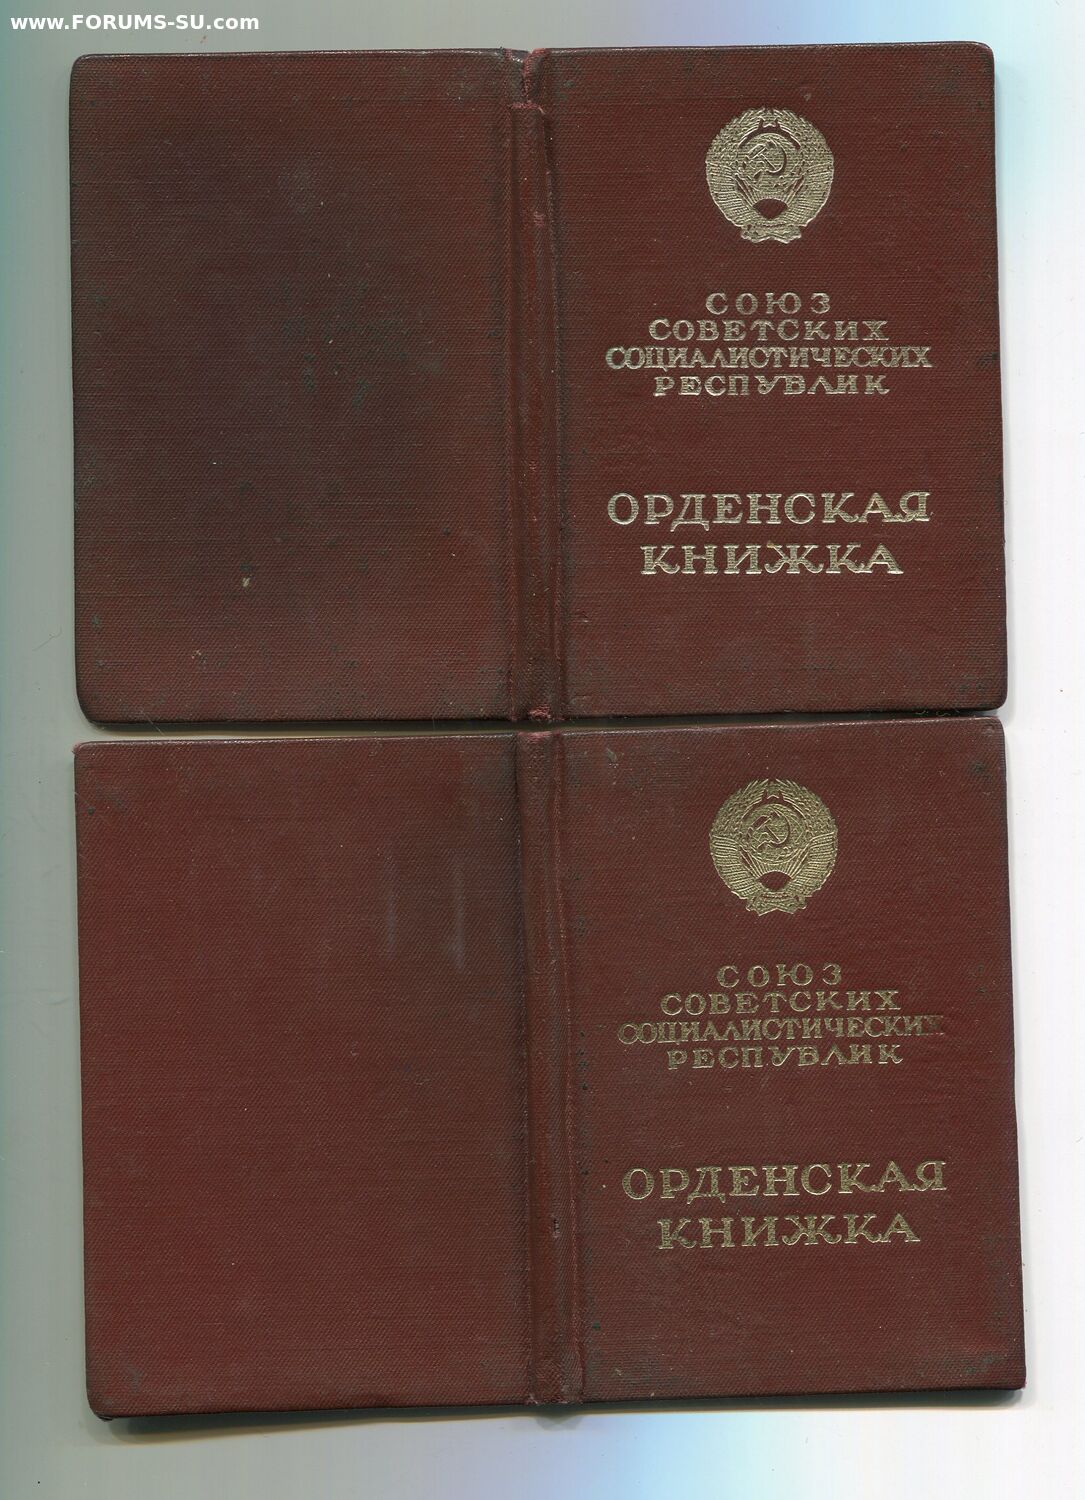 www.FORUMS-SU.com
СОЮЗ
СОВЕТСКИХ
СОЦИАЛИСТИЧЕСКИХ
РЕСПУБЛИК
ОРДЕНСКАЯ
КНИЖКА
СОЮЗ
СОВЕТСКИХ
СОЦИАЛИСТИЧЕСКИХ
РЕСПУБЛИК
ОРДЕНСКАЯ
КНИЖКА